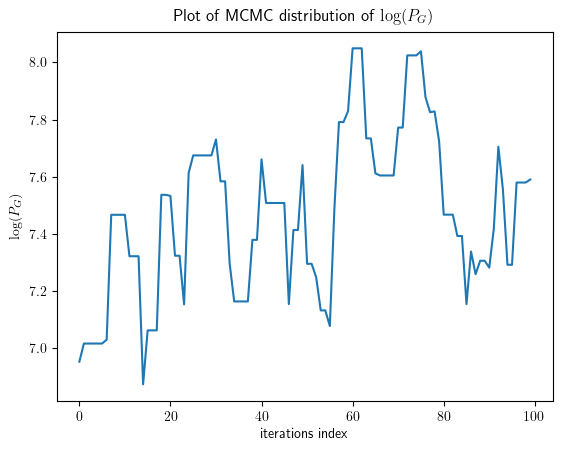 Plot of MCMC distribution of log(P_G)
8.0
7.8
7.6
7.4
7.2
7.0
log(P_G)
0 20 40 60 80 100
iterations index